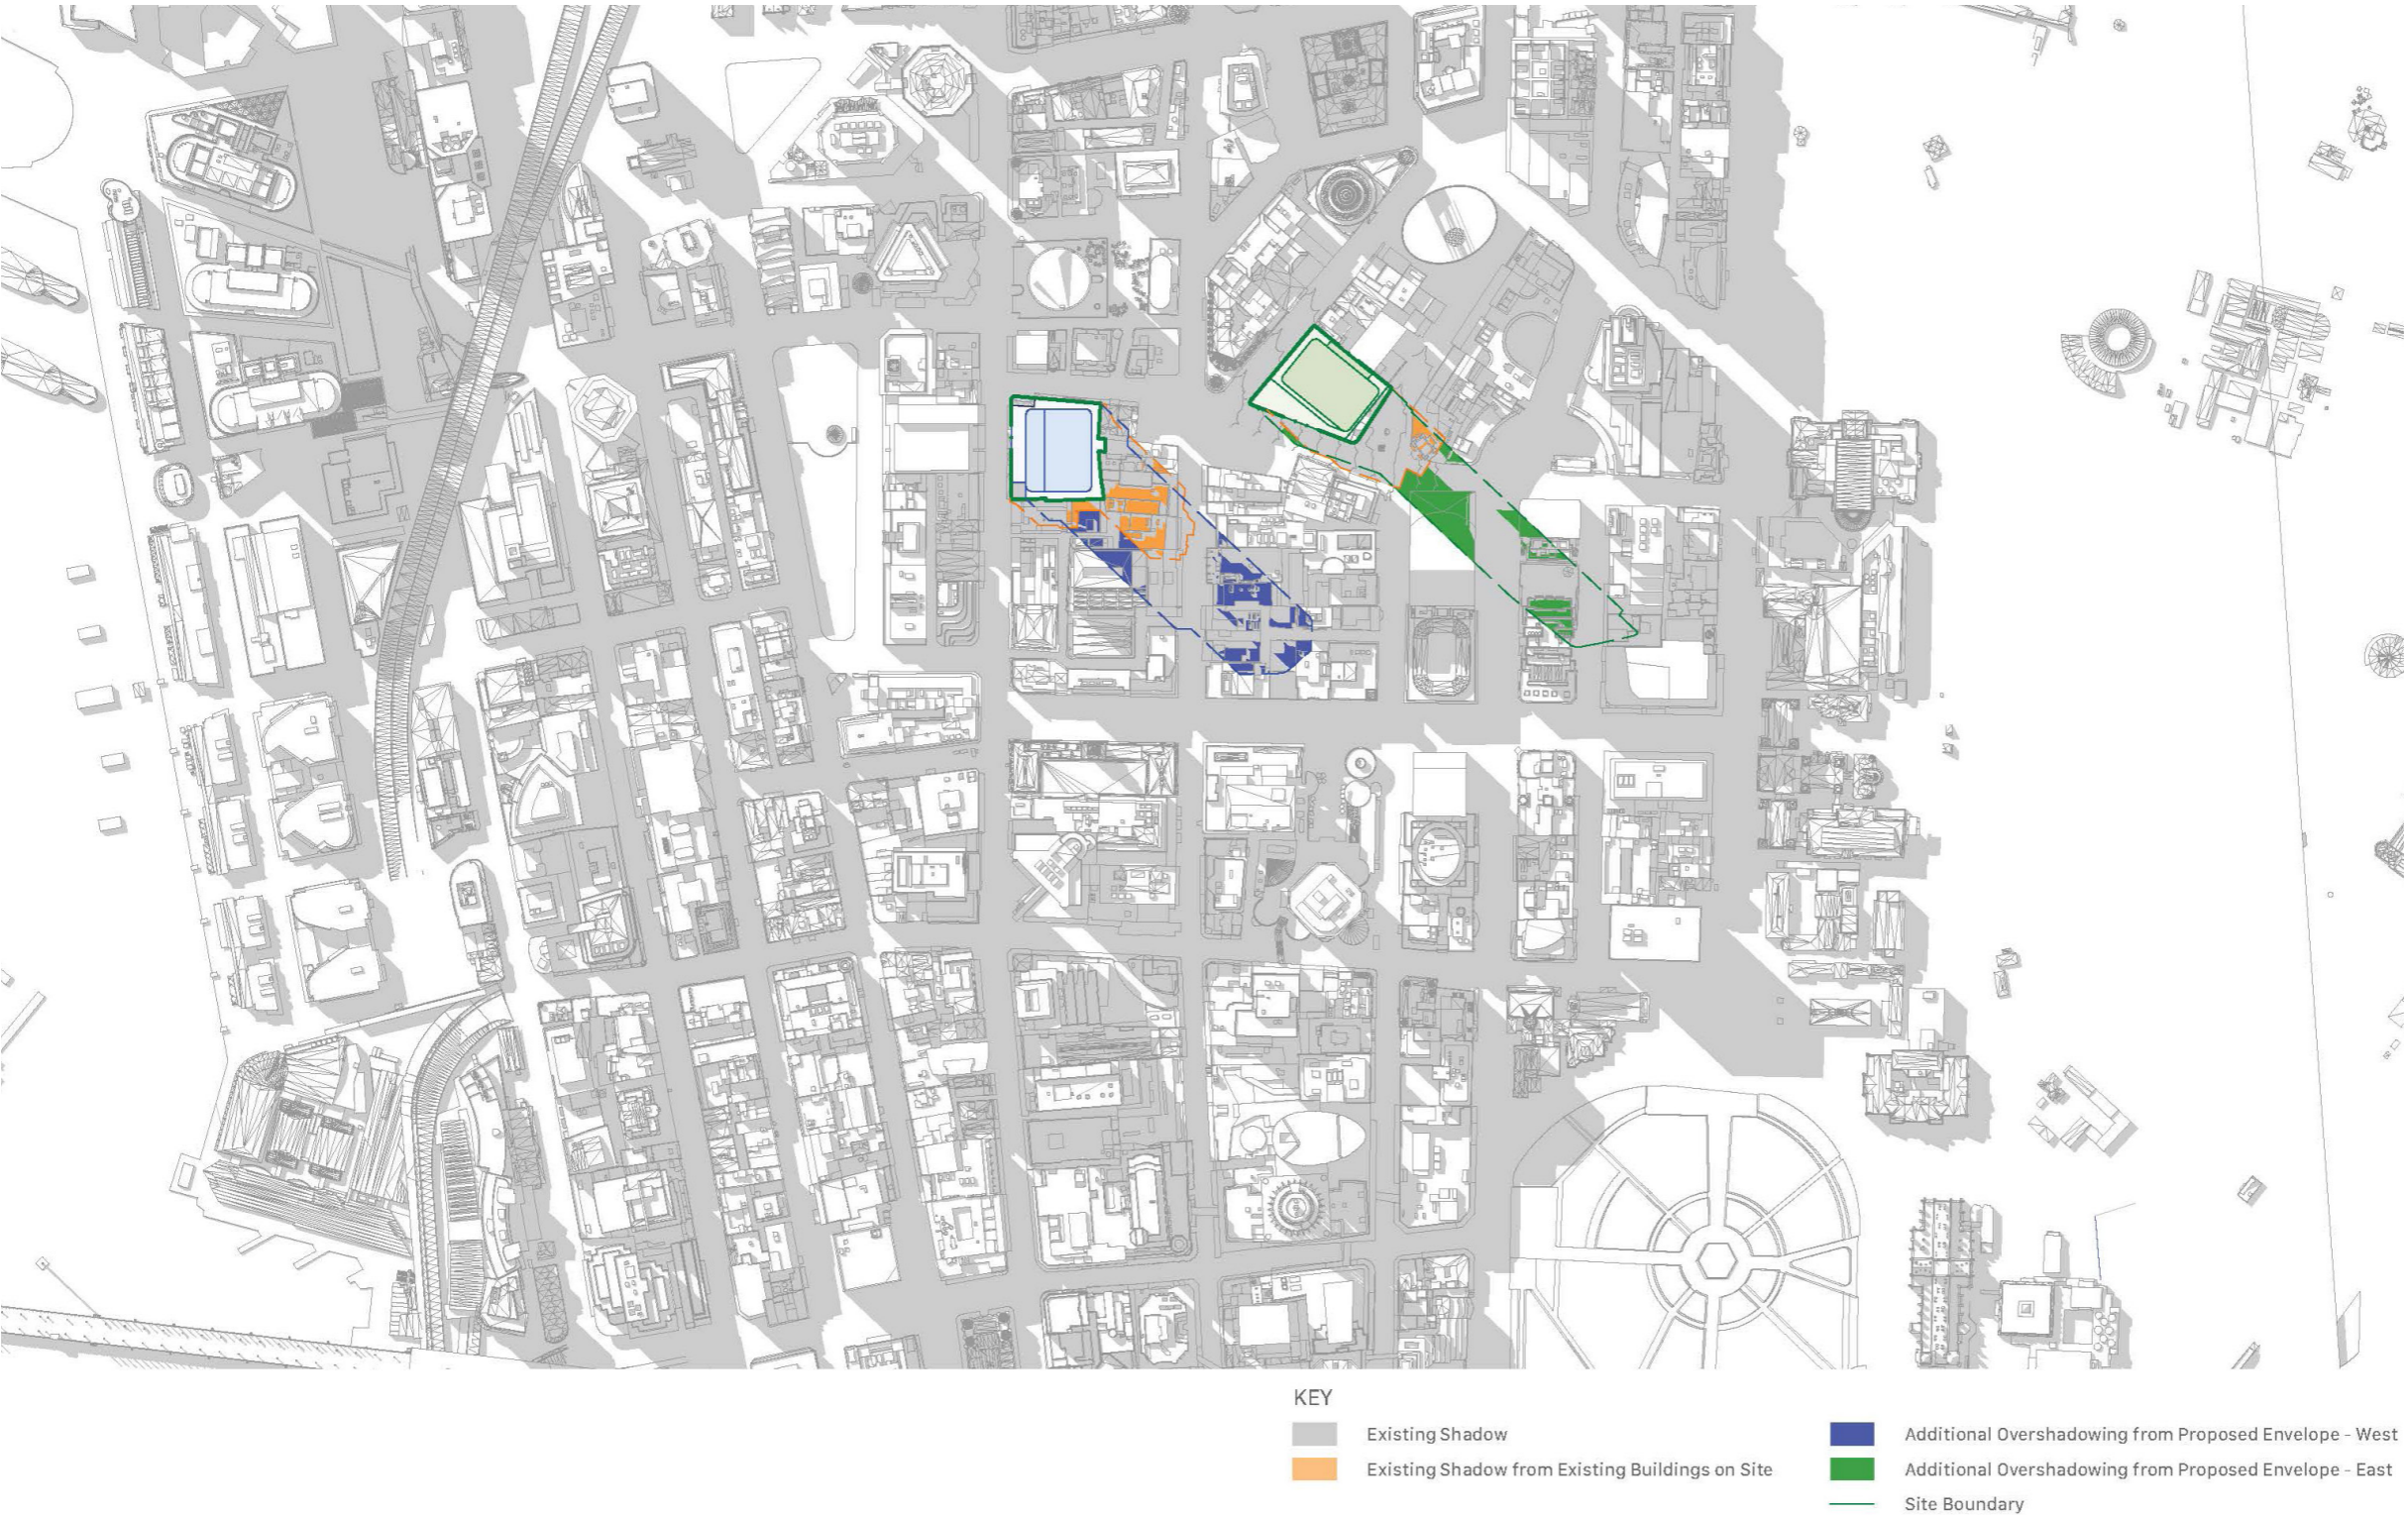 KEY
Existing Shadow
Existing Shadow from Existing Buildings on Site
Additional Overshadowing from Proposed Envelope - West
Additional Overshadowing from Proposed Envelope - East
Site Boundary